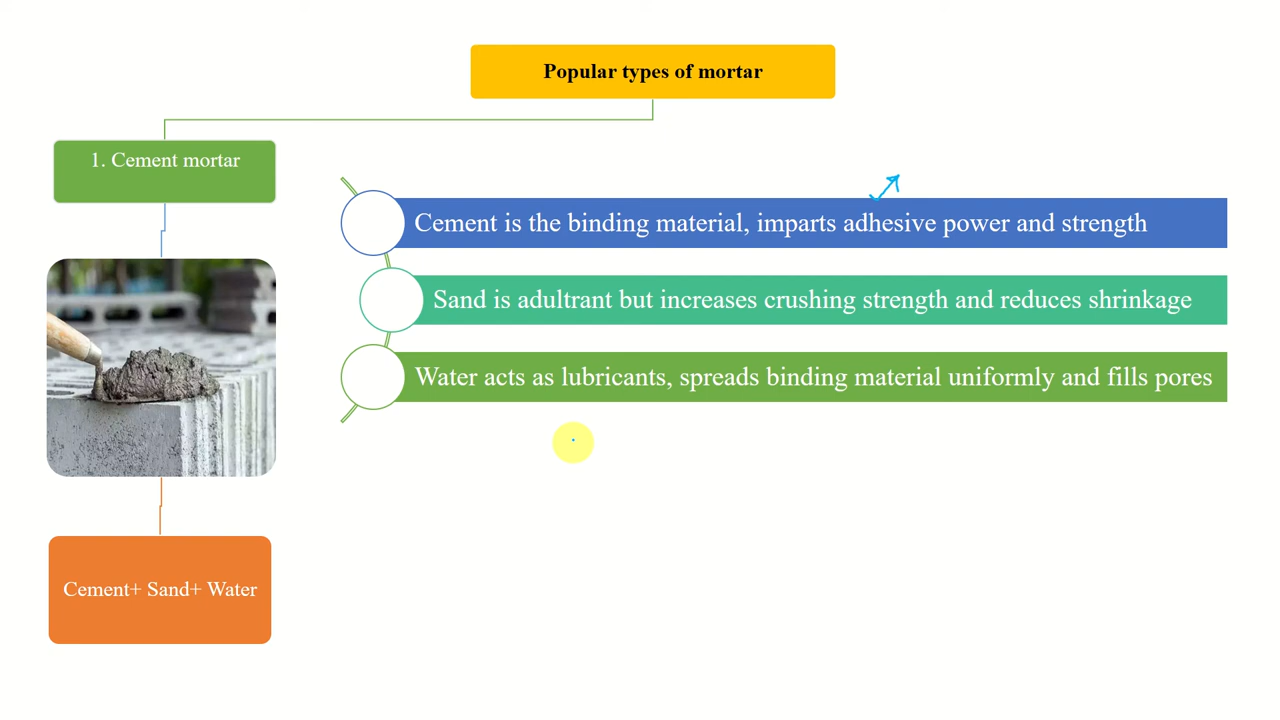 Popular types of mortar
1. Cement mortar
Cement is the binding material, imparts adhesive power and strength
Sand is adultrant but increases crushing strength and reduces shrinkage
Water acts as lubricants, spreads binding material uniformly and fills pores
Cement+ Sand+ Water